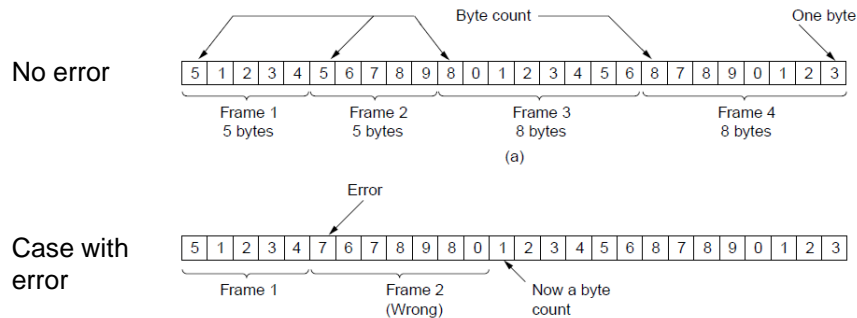 Byte count One byte
No error
5 1 2 3 4 5 6 7 8 9 8 0 1 2 3 4 5 6 8 7 8 9 0 1 2 3
Frame 1 Frame 2 Frame 3 Frame 4
5 bytes 5 bytes 8 bytes 8 bytes
(a)
Error
Case with
error
5 1 2 3 4 7 6 7 8 9 8 0 1 2 3 4 5 6 8 7 8 9 0 1 2 3
Frame 1 Frame 2 Now a byte
(Wrong) count